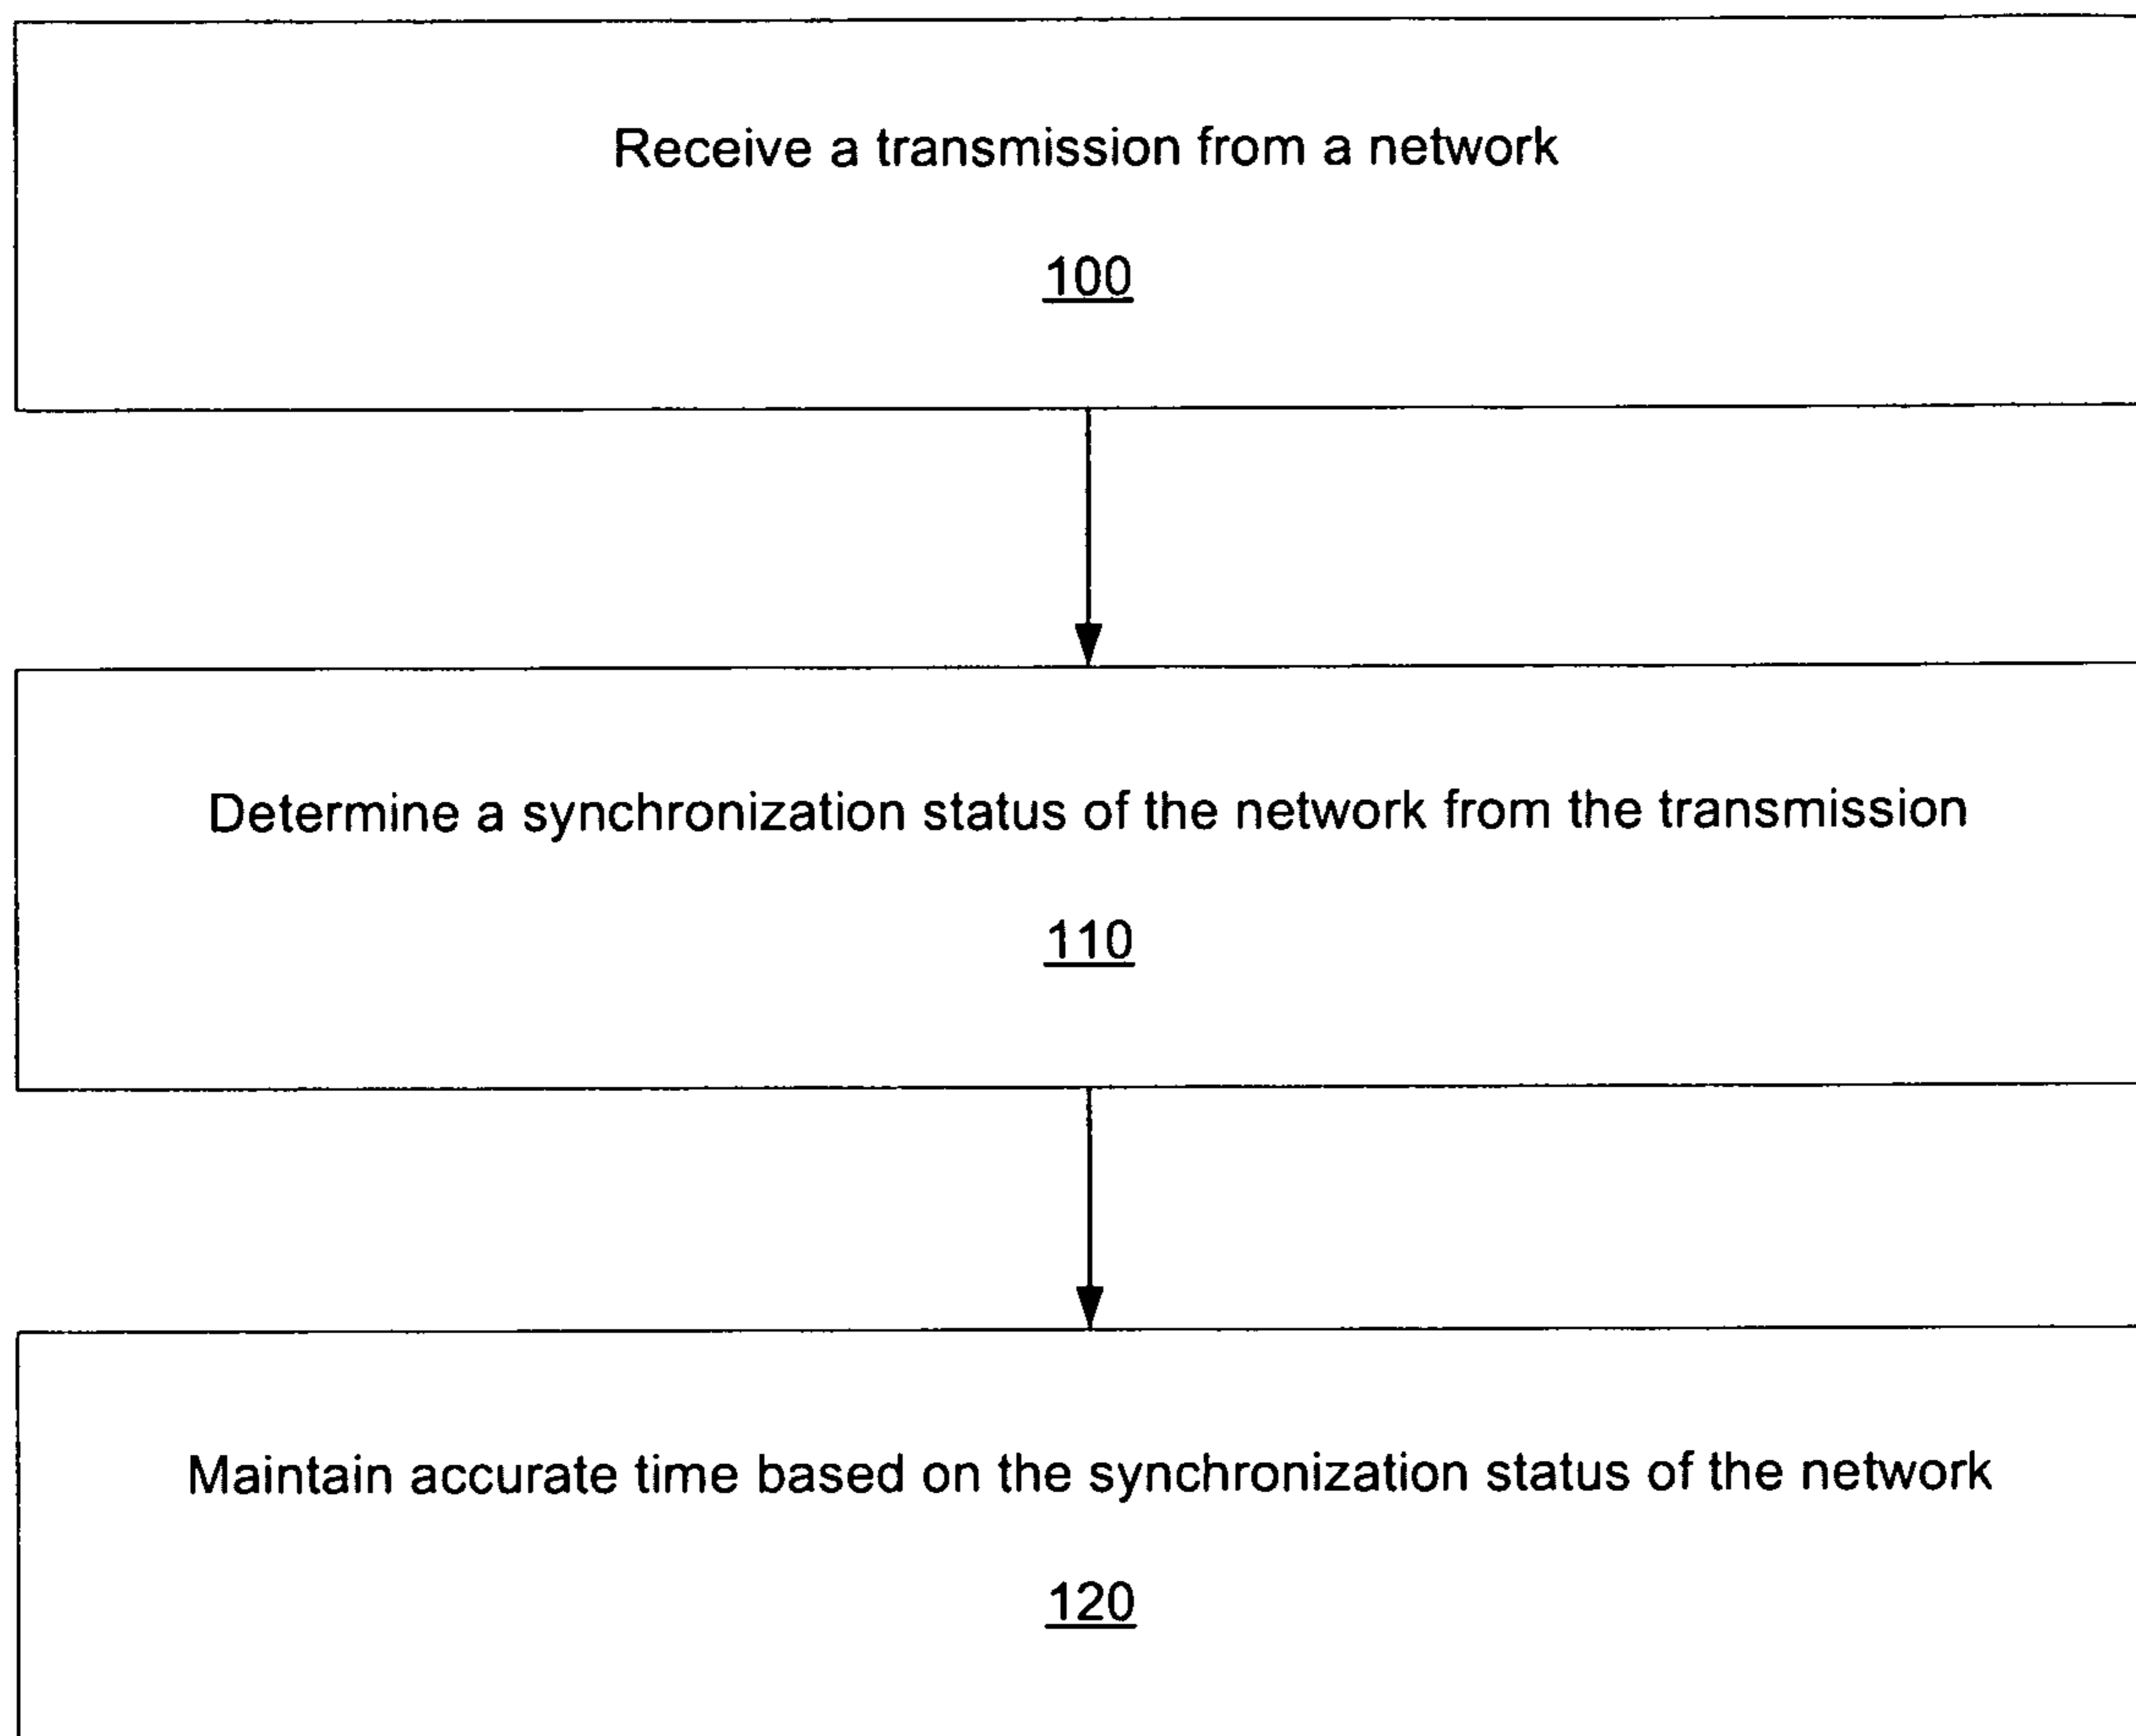 Receive a transmission from a network
100
Determine a synchronization status of the network from the transmission
110
Maintain accurate time based on the synchronization status of the network
120